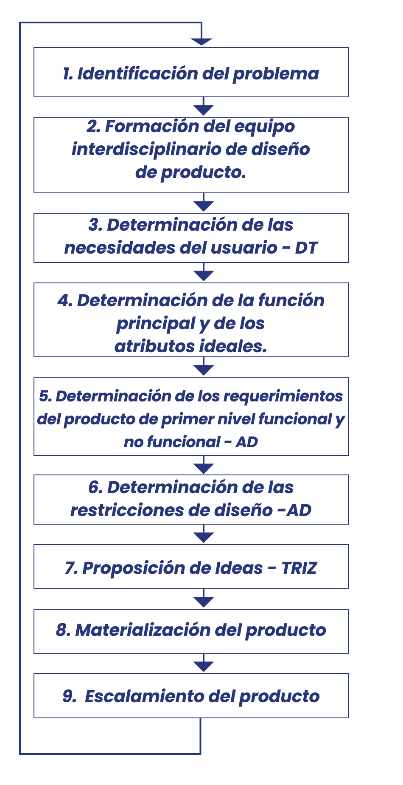 1. Identificación del problema
2. Formación del equipo
interdisciplinario de diseño
de producto.
3. Determinación de las
necesidades del usuario - DT
4. Determinación de la función
principal y de los
atributos ideales.
5. Determinación de los requerimientos
del producto de primer nivel funcional y
no funcional - AD
6. Determinación de las
restricciones de diseño -AD
7. Proposición de Ideas - TRIZ
8. Materialización del producto
9. Escalamiento del producto